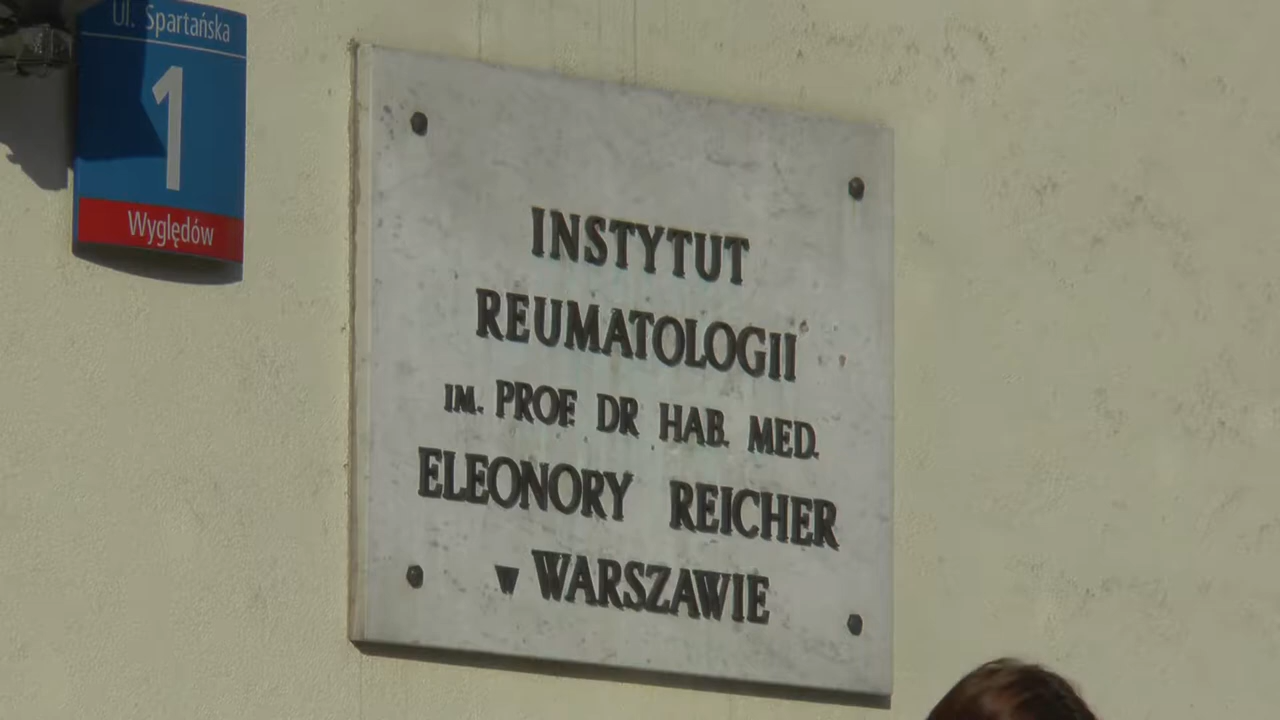 Ul. Spartańska
1
Wyględów
INSTYTUT
REUMATOLOGII
IM. PROF. DR HAB. MED.
ELEONORY REICHER
W WARSZAWIE